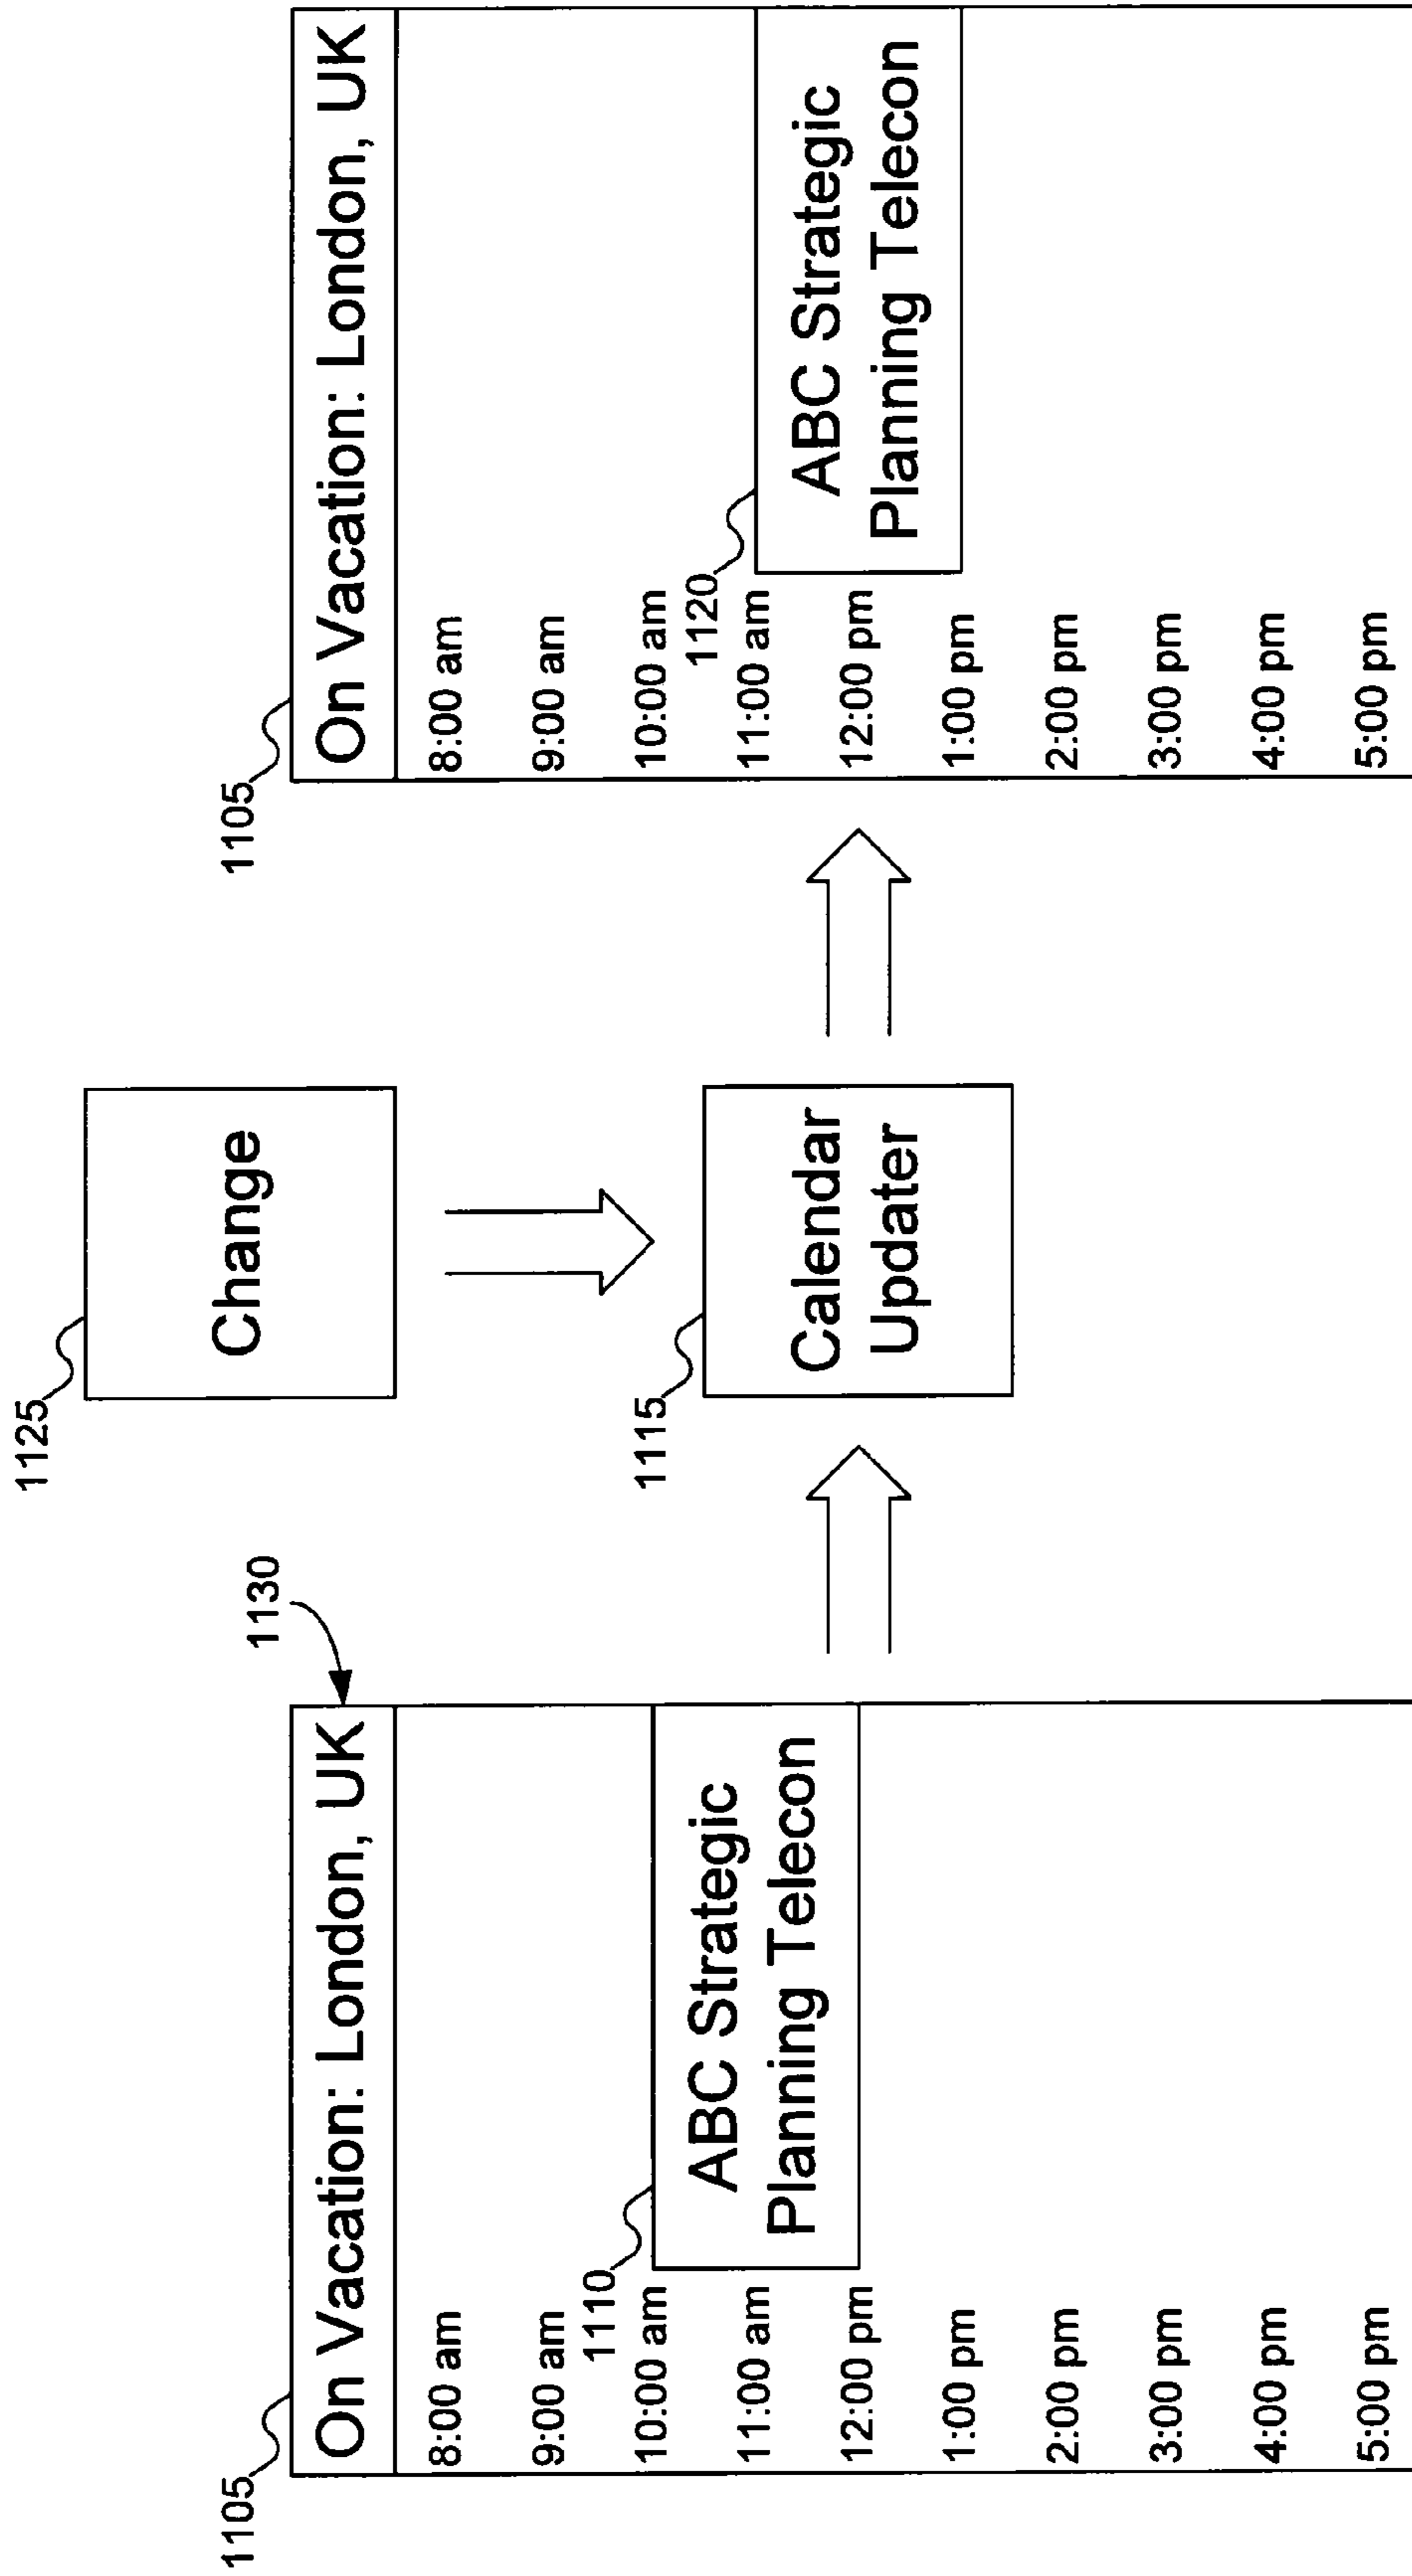 1125
Change
1105
On Vacation: London, UK
1130
8:00 am
9:00 am
1110
10:00 am
11:00 am
12:00 pm
1:00 pm
2:00 pm
3:00 pm
4:00 pm
5:00 pm
ABC Strategic
Planning Telecon
1115
Calendar
Updater
1105
On Vacation: London, UK
8:00 am
9:00 am
10:00 am
1120
11:00 am
12:00 pm
1:00 pm
2:00 pm
3:00 pm
4:00 pm
5:00 pm
ABC Strategic
Planning Telecon